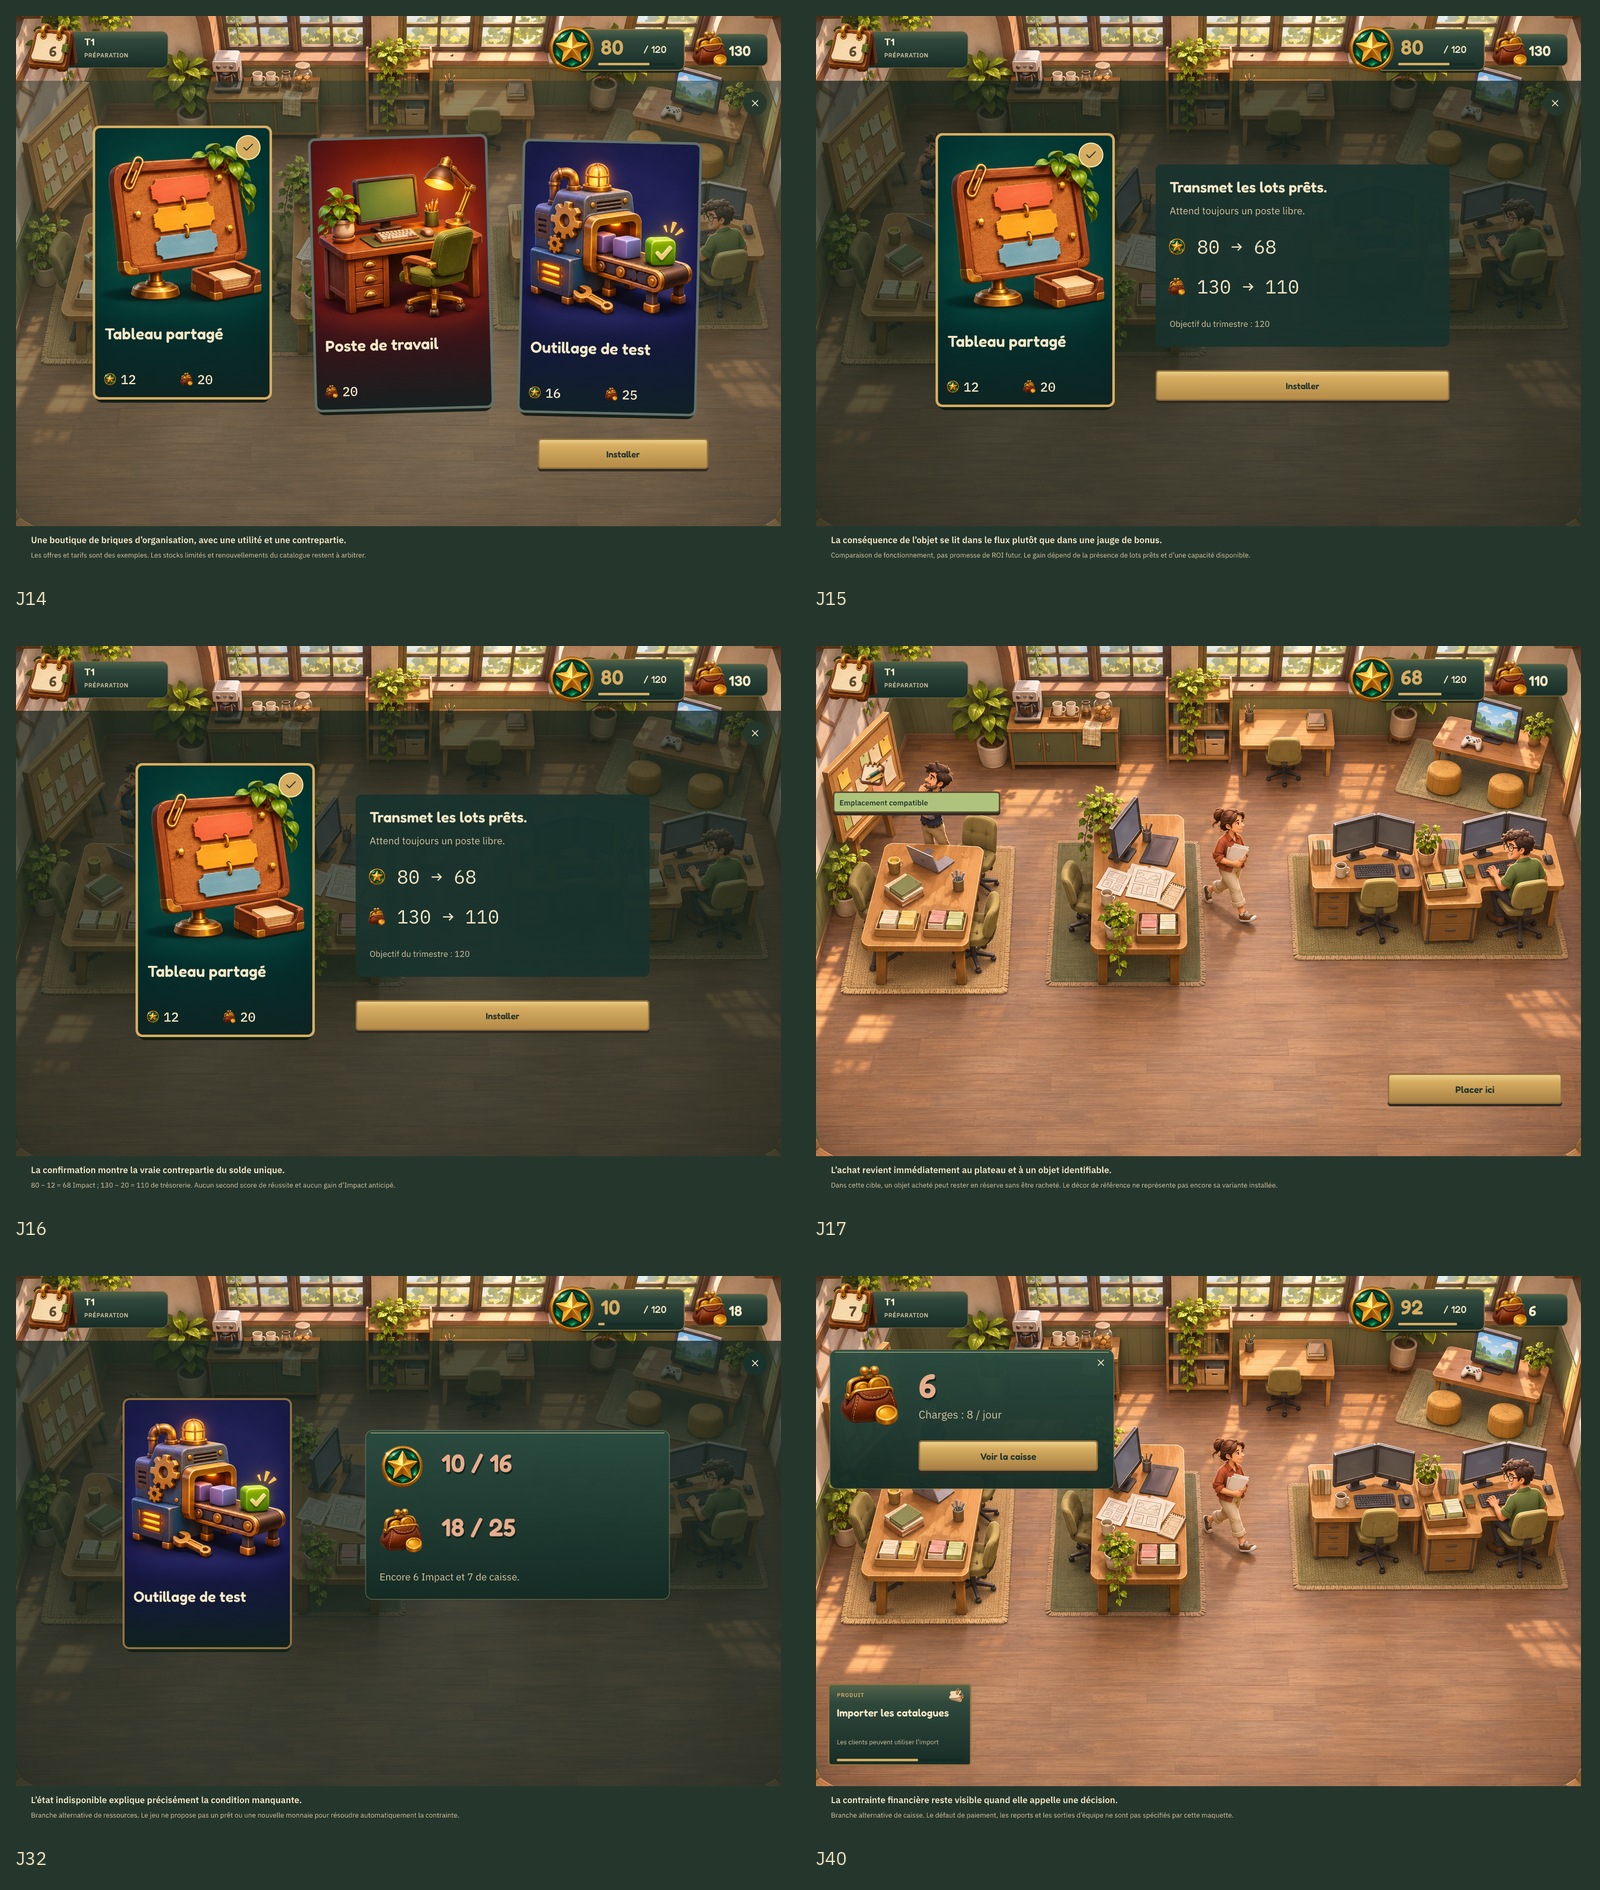 6
T1
PRÉPARATION
80 / 120
130
×
Tableau partagé
12
20
Poste de travail
20
Outillage de test
16
25
Installer
Une boutique de briques d'organisation, avec une utilité et une contrepartie.
Les offres et tarifs sont des exemples. Les stocks limités et renouvellements du catalogue restent à arbitrer.
J14
6
T1
PRÉPARATION
80 / 120
130
×
Tableau partagé
12
20
Transmet les lots prêts.
Attend toujours un poste libre.
80 → 68
130 → 110
Objectif du trimestre : 120
Installer
La conséquence de l'objet se lit dans le flux plutôt que dans une jauge de bonus.
Comparaison de fonctionnement, pas promesse de ROI futur. Le gain dépend de la présence de lots prêts et d'une capacité disponible.
J15
6
T1
PRÉPARATION
80 / 120
130
×
Tableau partagé
12
20
Transmet les lots prêts.
Attend toujours un poste libre.
80 → 68
130 → 110
Objectif du trimestre : 120
Installer
La confirmation montre la vraie contrepartie du solde unique.
80 − 12 = 68 Impact ; 130 − 20 = 110 de trésorerie. Aucun second score de réussite et aucun gain d'Impact anticipé.
J16
6
T1
PRÉPARATION
68 / 120
110
Emplacement compatible
Placer ici
L'achat revient immédiatement au plateau et à un objet identifiable.
Dans cette cible, un objet acheté peut rester en réserve sans être racheté. Le décor de référence ne représente pas encore sa variante installée.
J17
6
T1
PRÉPARATION
10 / 120
18
×
Outillage de test
10 / 16
18 / 25
Encore 6 Impact et 7 de caisse.
L'état indisponible explique précisément la condition manquante.
Branche alternative de ressources. Le jeu ne propose pas un prêt ou une nouvelle monnaie pour résoudre automatiquement la contrainte.
J32
7
T1
PRÉPARATION
92 / 120
6
×
6
Charges : 8 / jour
Voir la caisse
PRODUIT
Importer les catalogues
Les clients peuvent utiliser l'import
La contrainte financière reste visible quand elle appelle une décision.
Branche alternative de caisse. Le défaut de paiement, les reports et les sorties d'équipe ne sont pas spécifiés par cette maquette.
J40